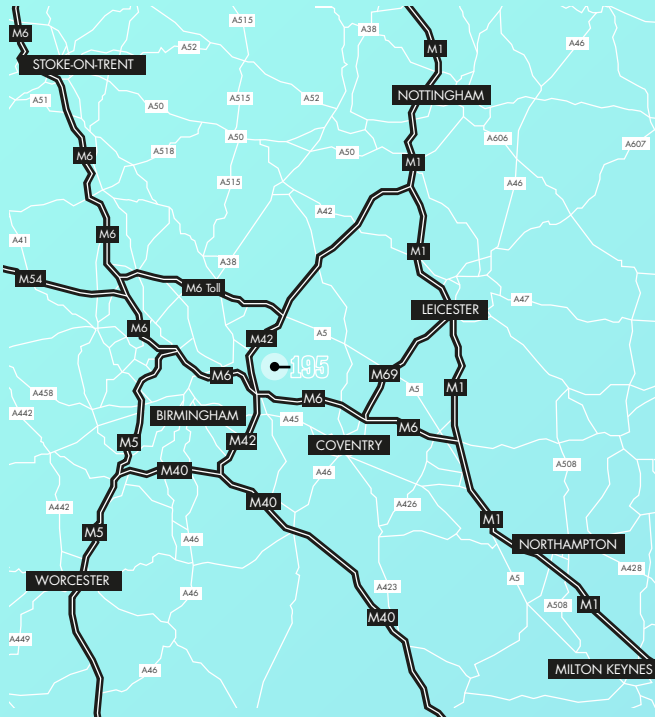 A515
A38
M6
A46
A52
M1
STOKE-ON-TRENT
NOTTINGHAM
A51
A50
A515
A52
A50
A606
A607
M6
A518
A50
M1
A515
A46
A42
M6
A41
M1
A38
M54
M6 Toll
A47
LEICESTER
M6
A5
M42
195
M69
M6
A5
M1
A458
M6
A442
BIRMINGHAM
A45
M6
M5
M42
COVENTRY
M40
A508
A46
M40
A442
A426
M1
M5
A46
NORTHAMPTON
A428
WORCESTER
A5
A423
A46
A508
M1
M40
A449
A46
MILTON KEYNES